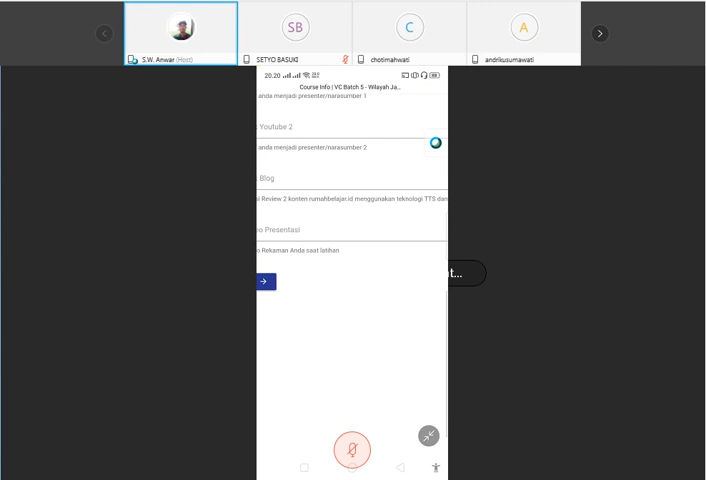 SB
C
A
S.W. Anwar (Host)
SETYO BASUKI
chotimahwati
andrikusumawati
20.20
Course Info | VC Batch 5 - Wilayah Ja...
anda menjadi presenter/narasumber 1
Youtube 2
anda menjadi presenter/narasumber 2
Blog
Review 2 konten rumahbelajar.id menggunakan teknologi TTS dan
Presentasi
Rekaman Anda saat latihan
t...